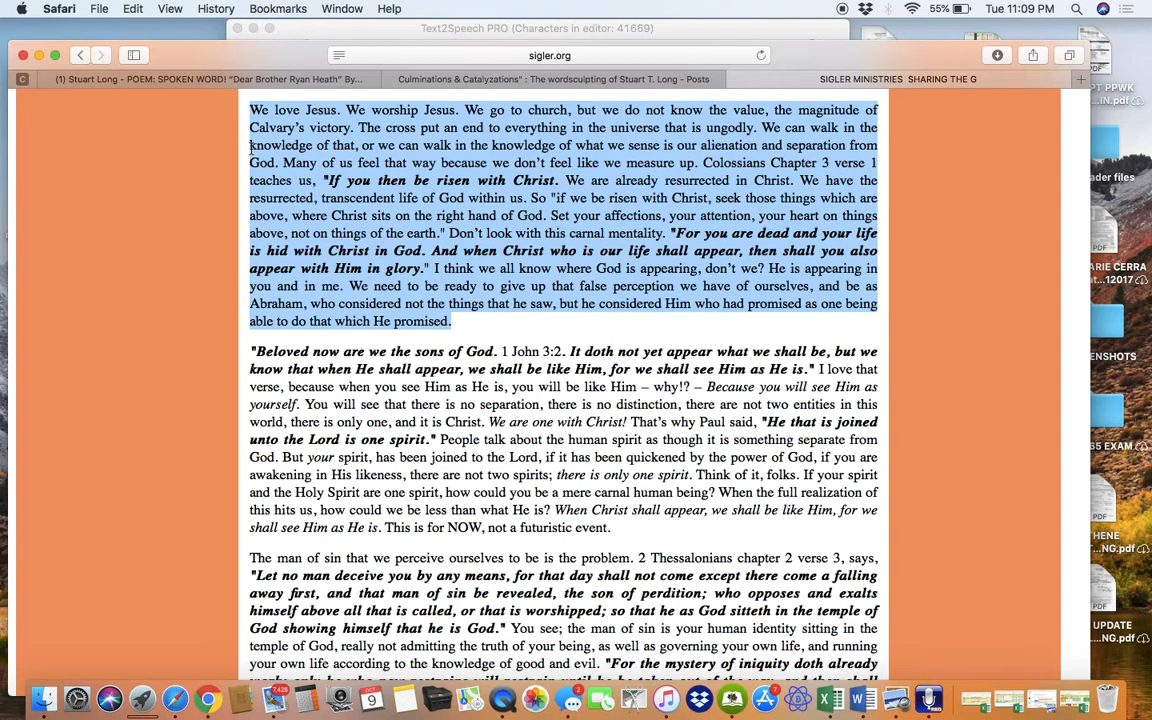 Safari File Edit View History Bookmarks Window Help 55% Tue 11:09 PM
Text2Speech PRO (Characters in editor: 41669)
sigler.org
C (1) Stuart Long - POEM: SPOKEN WORD! “Dear Brother Ryan Heath” By... Culminations & Catalyzations" : The wordsculpting of Stuart T. Long - Posts SIGLER MINISTRIES SHARING THE G
We love Jesus. We worship Jesus. We go to church, but we do not know the value, the magnitude of
Calvary’s victory. The cross put an end to everything in the universe that is ungodly. We can walk in the
knowledge of that, or we can walk in the knowledge of what we sense is our alienation and separation from
God. Many of us feel that way because we don’t feel like we measure up. Colossians Chapter 3 verse 1
teaches us, "If you then be risen with Christ. We are already resurrected in Christ. We have the
resurrected, transcendent life of God within us. So "if we be risen with Christ, seek those things which are
above, where Christ sits on the right hand of God. Set your affections, your attention, your heart on things
above, not on things of the earth." Don’t look with this carnal mentality. "For you are dead and your life
is hid with Christ in God. And when Christ who is our life shall appear, then shall you also
appear with Him in glory." I think we all know where God is appearing, don’t we? He is appearing in
you and in me. We need to be ready to give up that false perception we have of ourselves, and be as
Abraham, who considered not the things that he saw, but he considered Him who had promised as one being
able to do that which He promised.
"Beloved now are we the sons of God. 1 John 3:2. It doth not yet appear what we shall be, but we
know that when He shall appear, we shall be like Him, for we shall see Him as He is." I love that
verse, because when you see Him as He is, you will be like Him – why!? – Because you will see Him as
yourself. You will see that there is no separation, there is no distinction, there are not two entities in this
world, there is only one, and it is Christ. We are one with Christ! That’s why Paul said, "He that is joined
unto the Lord is one spirit." People talk about the human spirit as though it is something separate from
God. But your spirit, has been joined to the Lord, if it has been quickened by the power of God, if you are
awakening in His likeness, there are not two spirits; there is only one spirit. Think of it, folks. If your spirit
and the Holy Spirit are one spirit, how could you be a mere carnal human being? When the full realization of
this hits us, how could we be less than what He is? When Christ shall appear, we shall be like Him, for we
shall see Him as He is. This is for NOW, not a futuristic event.
The man of sin that we perceive ourselves to be is the problem. 2 Thessalonians chapter 2 verse 3, says,
"Let no man deceive you by any means, for that day shall not come except there come a falling
away first, and that man of sin be revealed, the son of perdition; who opposes and exalts
himself above all that is called, or that is worshipped; so that he as God sitteth in the temple of
God showing himself that he is God." You see; the man of sin is your human identity sitting in the
temple of God, really not admitting the truth of your being, as well as governing your own life, and running
your own life according to the knowledge of good and evil. "For the mystery of iniquity doth already
PT PPWK
IN.pdf
ader files
ARIE CERRA
12017
ENSHOTS
65 EXAM
THENE
NG.pdf
UPDATE
...NG.pdf
7,428
OCT
9
2
7